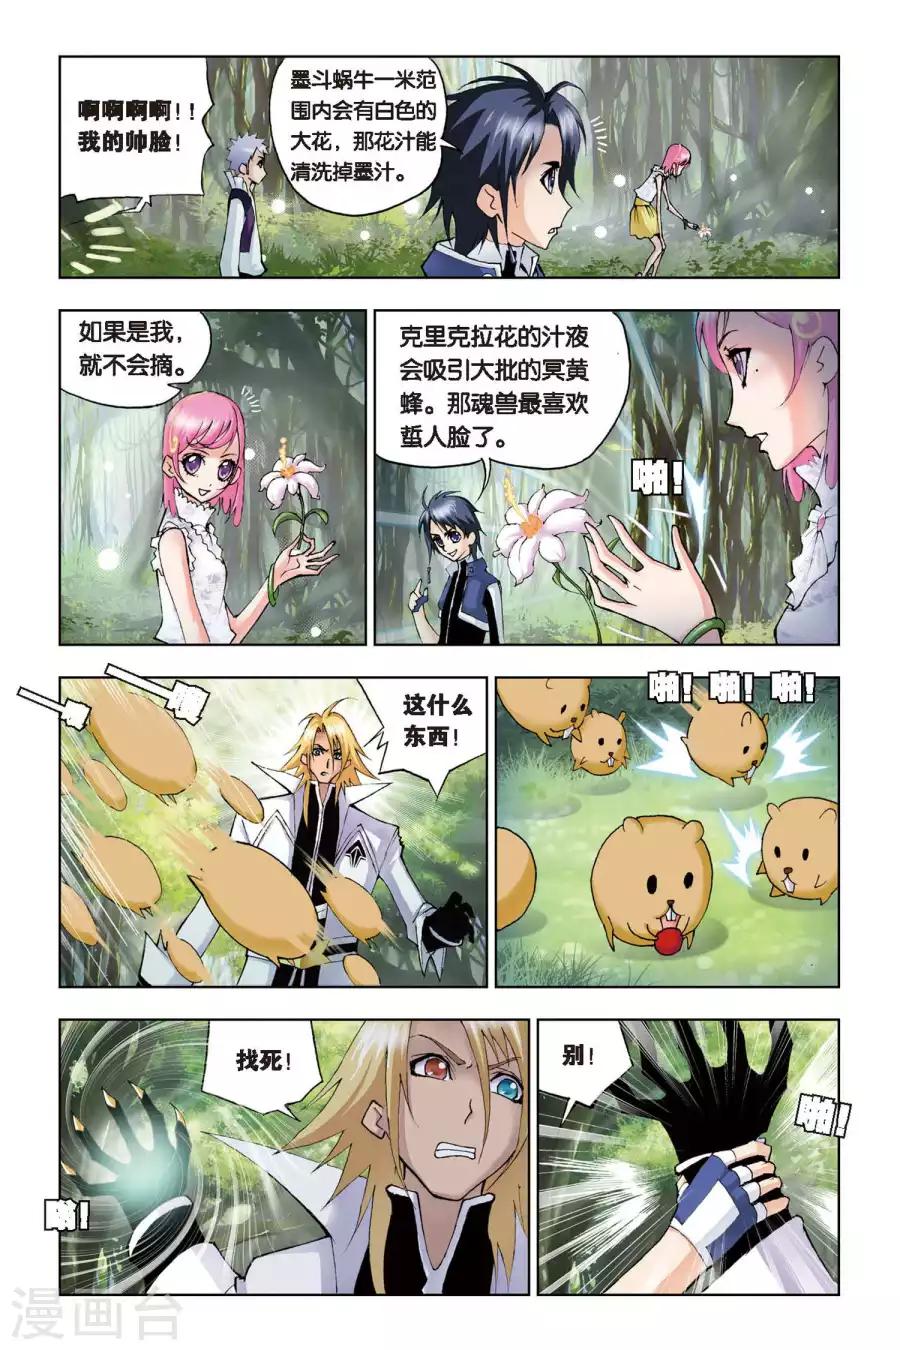 啊啊啊啊!!
我的帅脸!
墨斗蜗牛一米范
围内会有白色的
大花，那花汁能
清洗掉墨汁。
如果是我，
就不会摘。
克里克拉花的汁液
会吸引大批的冥黄
蜂。那魂兽最喜欢
蜇人脸了。
啪!
这什么
东西!
啪! 啪! 啪!
找死!
啪!
别!
啪!
漫画台